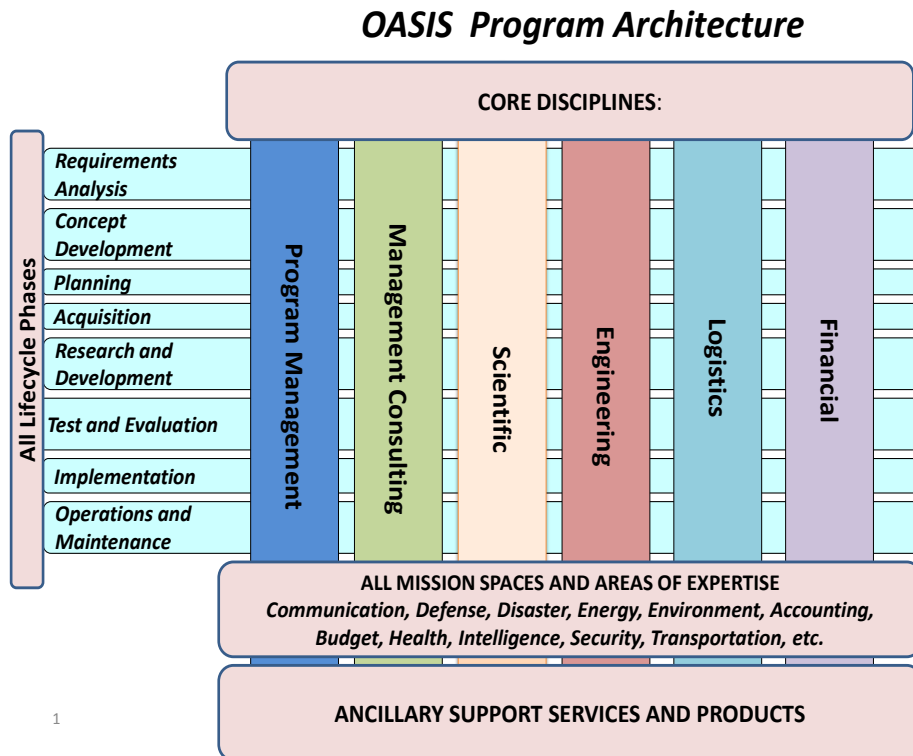 OASIS Program Architecture
CORE DISCIPLINES:
All Lifecycle Phases
Requirements
Analysis
Concept
Development
Planning
Acquisition
Research and
Development
Test and Evaluation
Implementation
Operations and
Maintenance
Program Management
Management Consulting
Scientific
Engineering
Logistics
Financial
ALL MISSION SPACES AND AREAS OF EXPERTISE
Communication, Defense, Disaster, Energy, Environment, Accounting,
Budget, Health, Intelligence, Security, Transportation, etc.
ANCILLARY SUPPORT SERVICES AND PRODUCTS
1